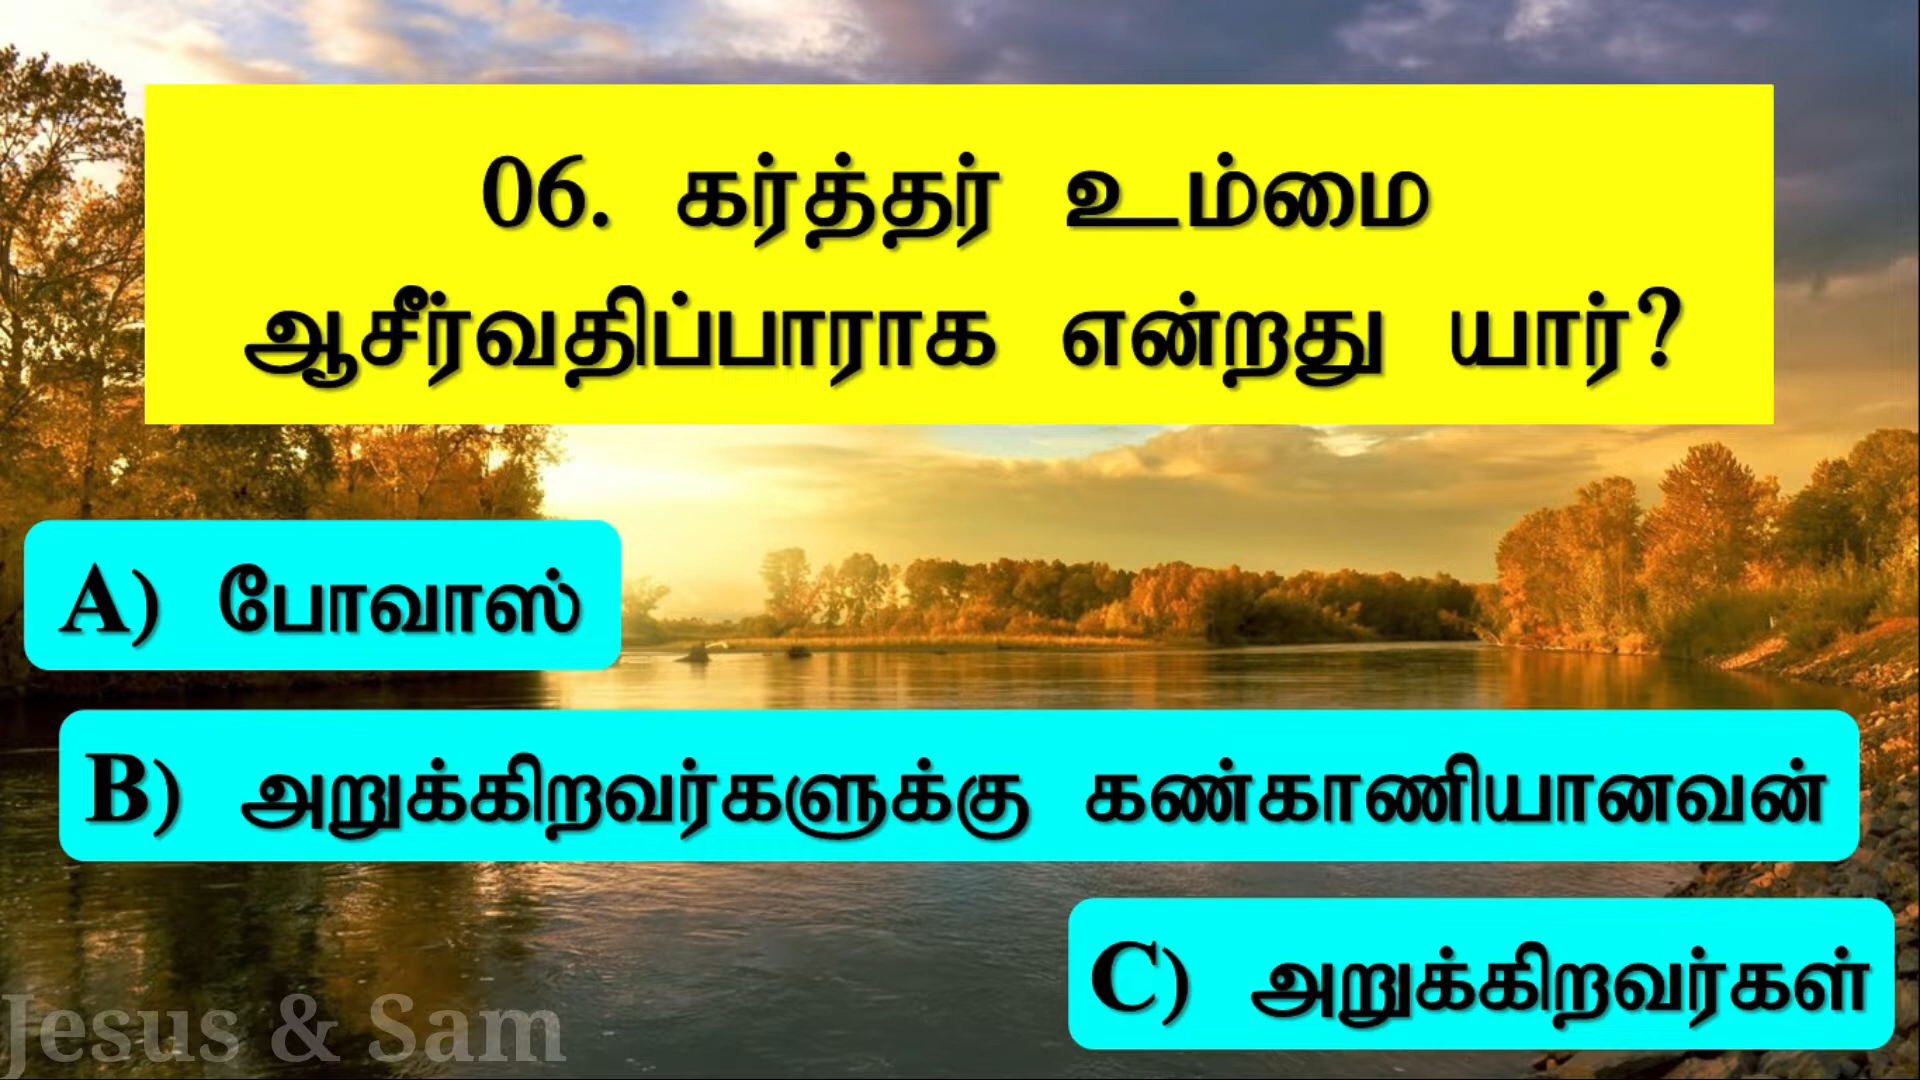 06. கர்த்தர் உம்மை
ஆசீர்வதிப்பாராக என்றது யார்?
A) போவாஸ்
B) அறுக்கிறவர்களுக்கு கண்காணியானவன்
C) அறுக்கிறவர்கள்
Jesus & Sam